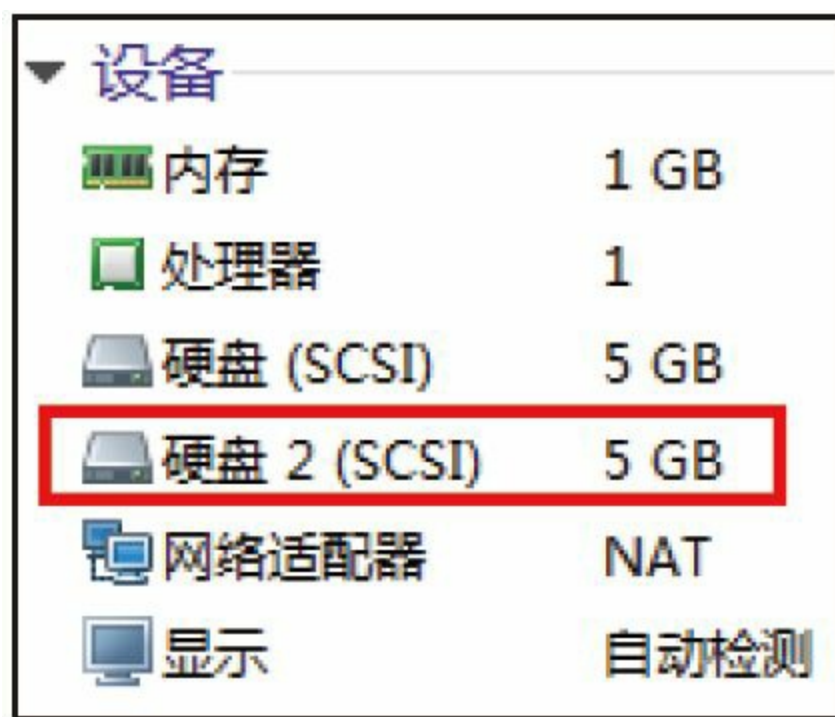 设备
内存 1 GB
处理器 1
硬盘 (SCSI) 5 GB
硬盘 2 (SCSI) 5 GB
网络适配器 NAT
显示 自动检测